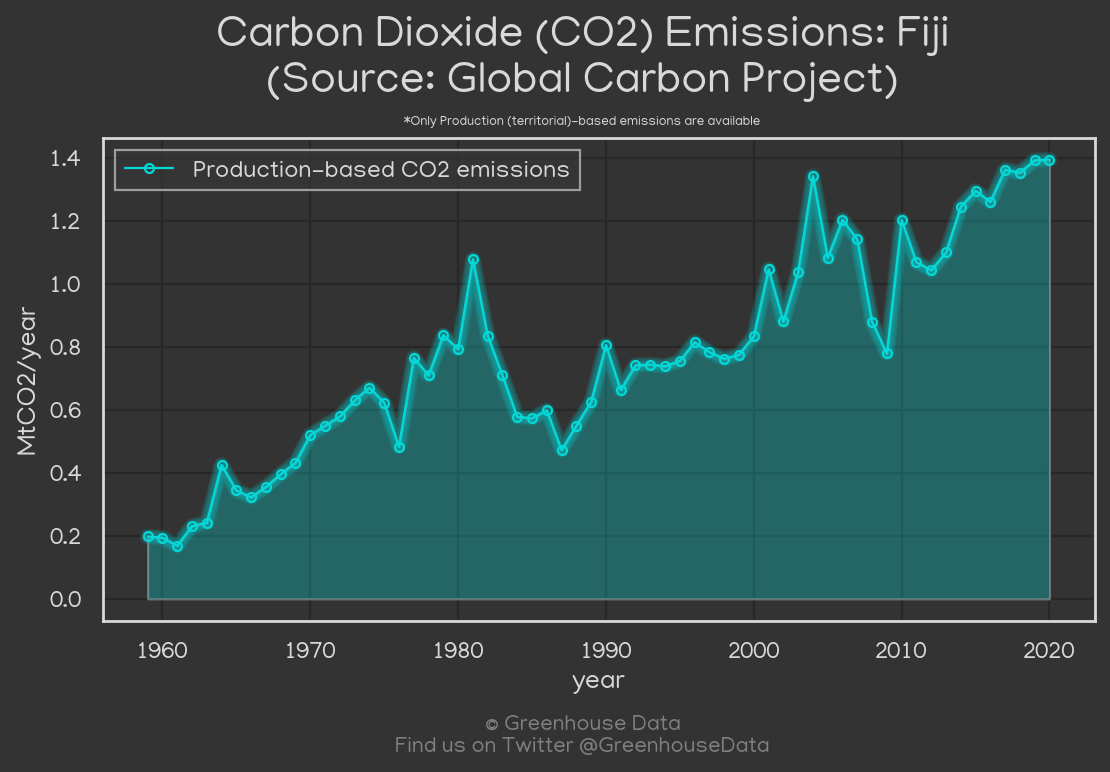 Carbon Dioxide (CO2) Emissions: Fiji
(Source: Global Carbon Project)
*Only Production (territorial)-based emissions are available
Production-based CO2 emissions
MtCO2/year
1.4
1.2
1.0
0.8
0.6
0.4
0.2
0.0
1960 1970 1980 1990 2000 2010 2020
year
© Greenhouse Data
Find us on Twitter @GreenhouseData